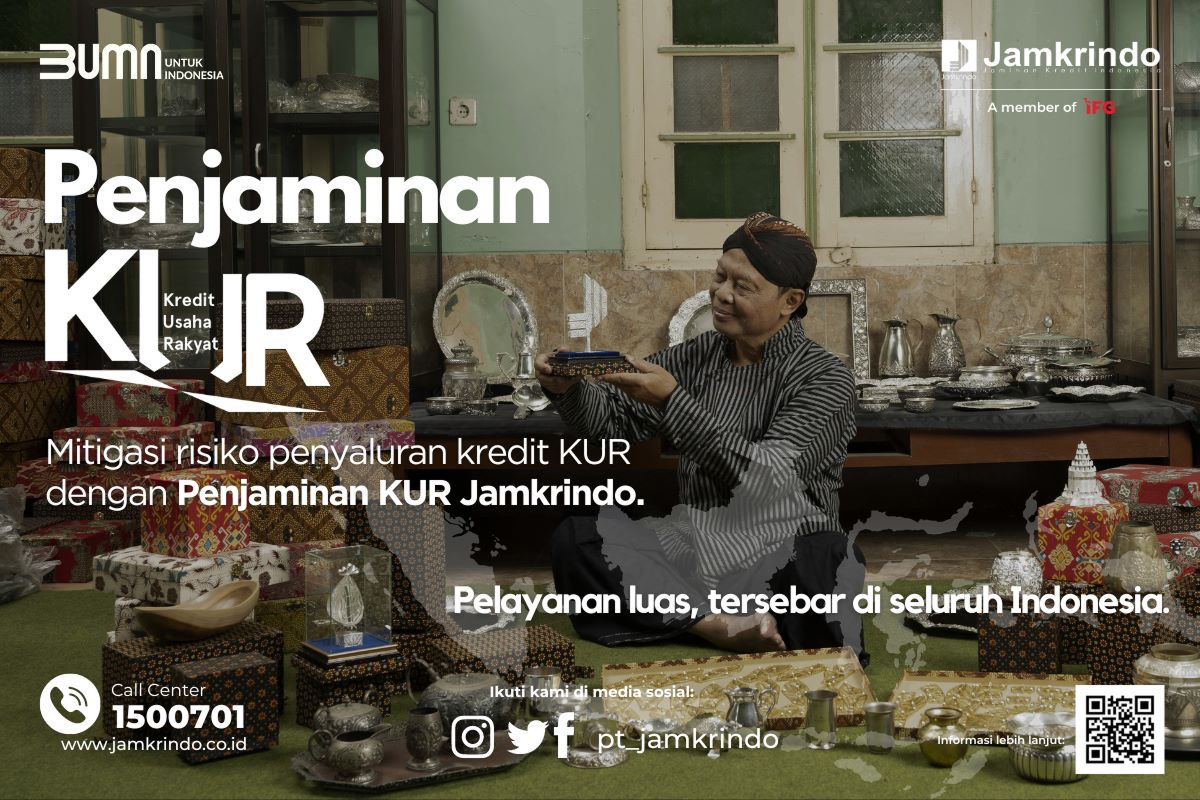 BUMN
UNTUK
INDONESIA
Jamkrindo
Jamkrindo
Jaminan Kredit Indonesia
A member of IFG
Penjaminan
KUR
Kredit
Usaha
Rakyat
Mitigasi risiko penyaluran kredit KUR
dengan Penjaminan KUR Jamkrindo.
Pelayanan luas, tersebar di seluruh Indonesia.
Call Center
1500701
www.jamkrindo.co.id
Ikuti kami di media sosial:
pt_jamkrindo
Informasi lebih lanjut: